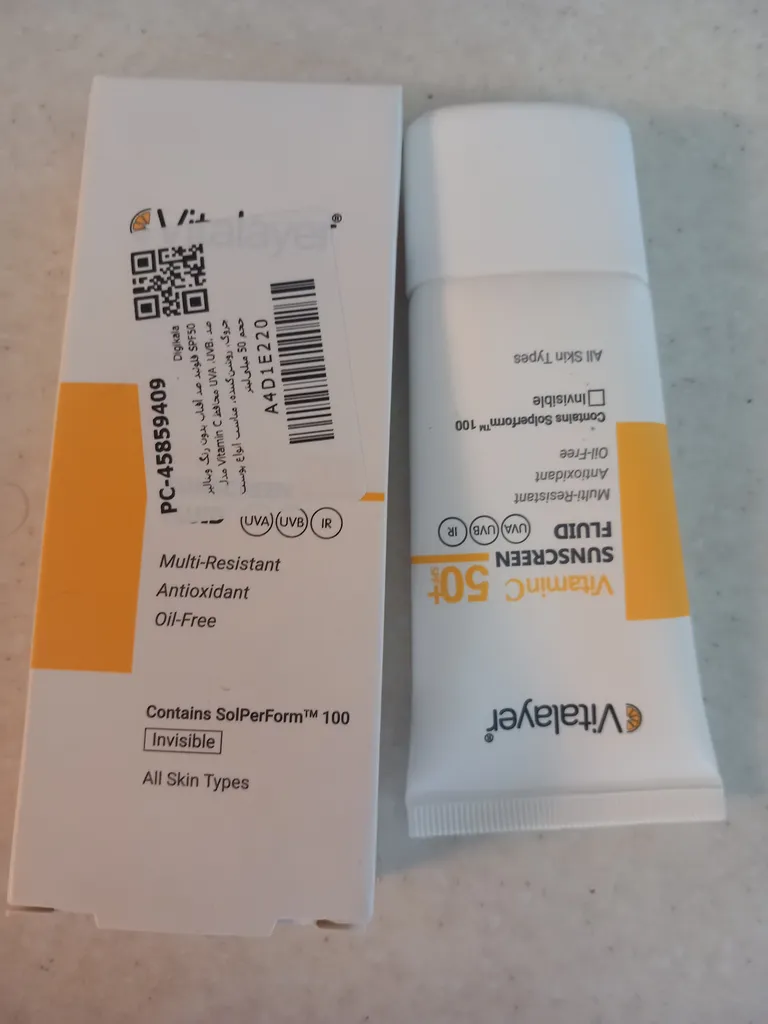 Vitalayer®
Digikala
PC-45859409
فلوئید ضد آفتاب بدون رنگ ویتالیر SPF50
مدل Vitamin C محافظ UVA ،UVB، ضد
چروک، روشن‌کننده، مناسب انواع پوست
حجم 50 میلی‌لیتر
A4D1E220
UVA UVB IR
Multi-Resistant
Antioxidant
Oil-Free
Contains SolPerForm™ 100
Invisible
All Skin Types
Vitalayer®
Vitamin C SPF 50+
SUNSCREEN
FLUID UVA UVB IR
Multi-Resistant
Antioxidant
Oil-Free
Contains Solperform™ 100
Invisible
All Skin Types